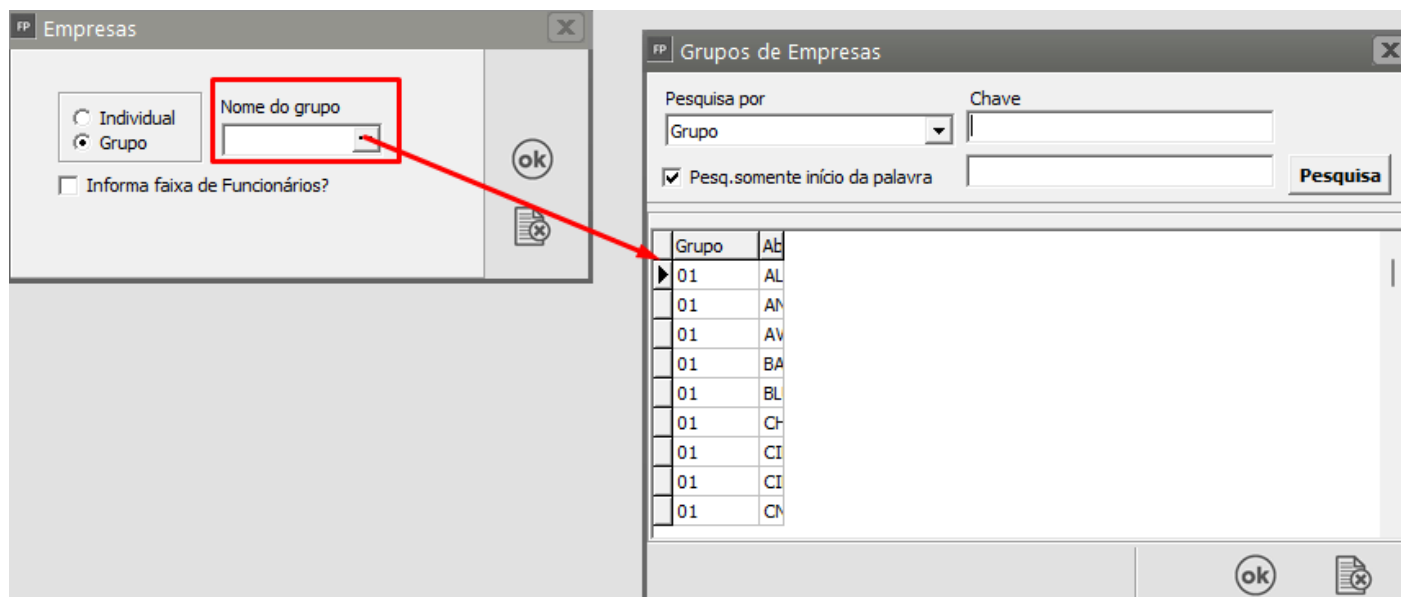 FP Empresas
Individual
Grupo
Nome do grupo
...
Informa faixa de Funcionários?
ok
FP Grupos de Empresas
Pesquisa por
Chave
Grupo
Pesq.somente início da palavra
Pesquisa
Grupo Ab
01 AL
01 AN
01 AV
01 BA
01 BL
01 CH
01 CI
01 CI
01 CN
ok